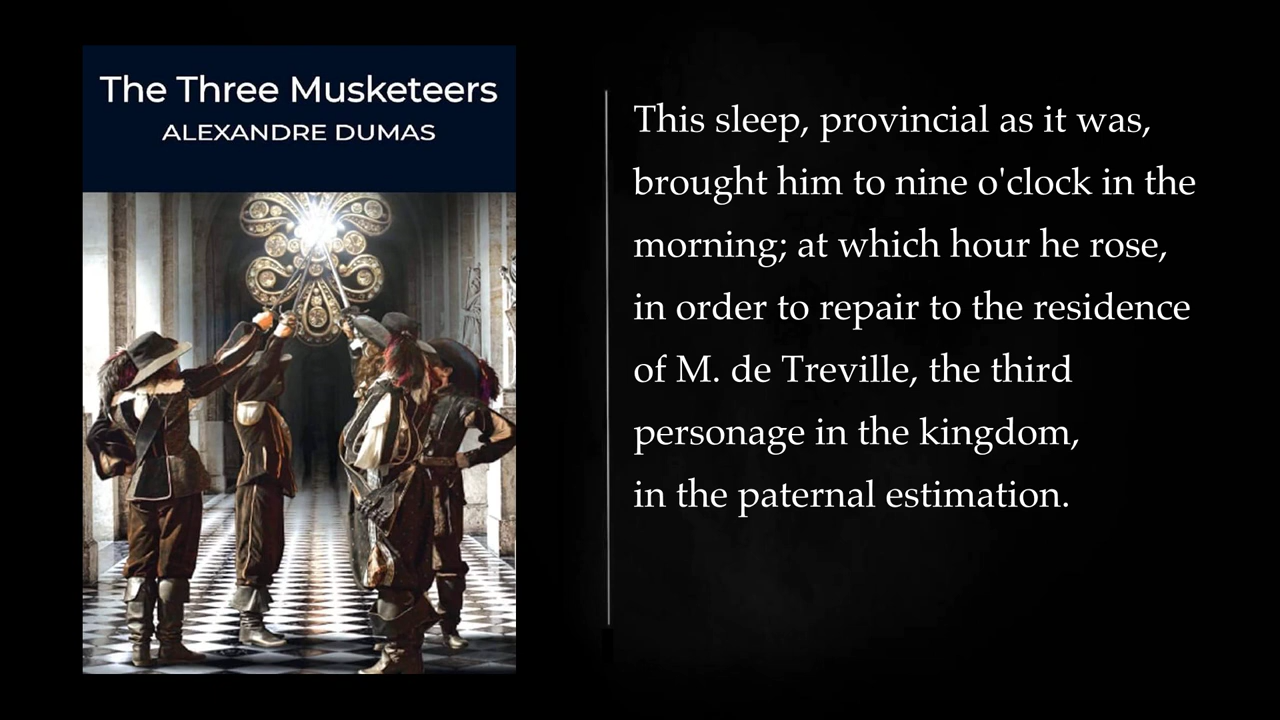 The Three Musketeers
ALEXANDRE DUMAS
This sleep, provincial as it was,
brought him to nine o'clock in the
morning; at which hour he rose,
in order to repair to the residence
of M. de Treville, the third
personage in the kingdom,
in the paternal estimation.